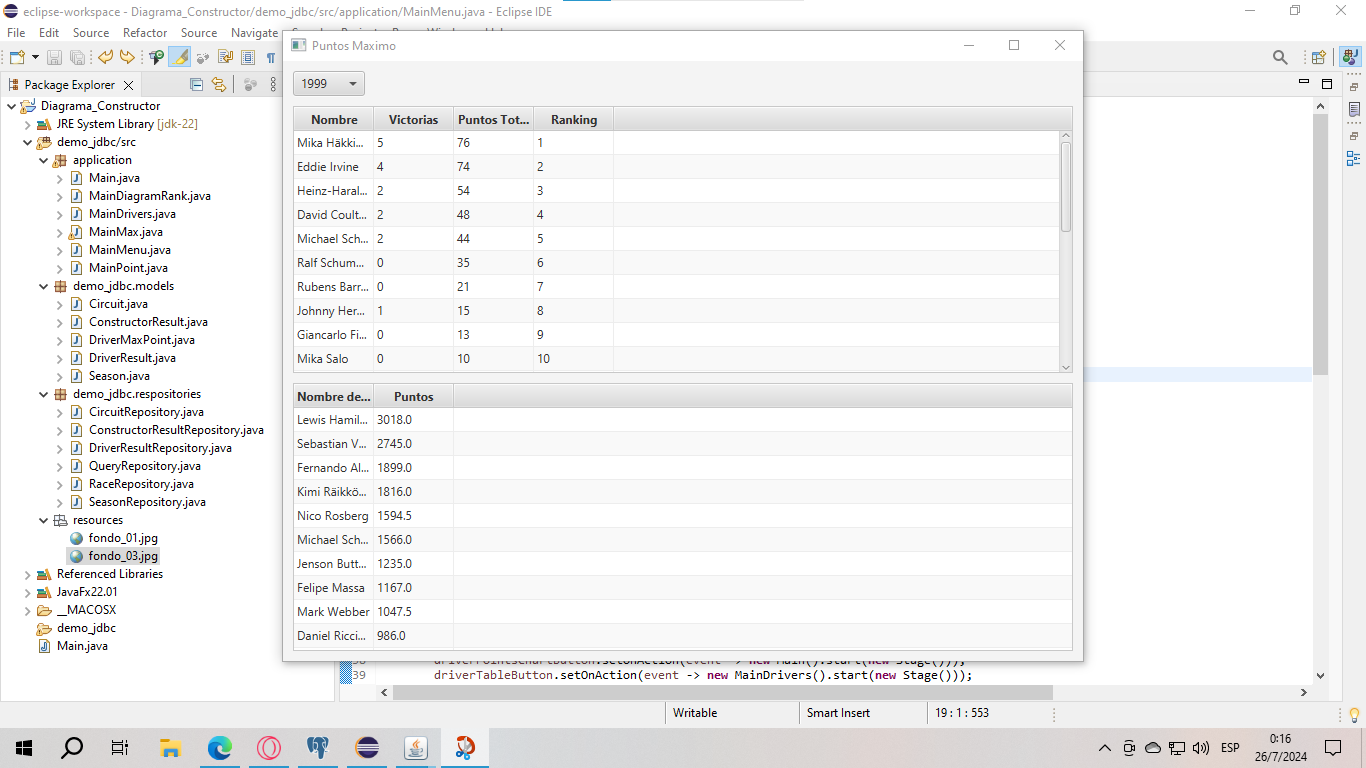 eclipse-workspace - Diagrama_Constructor/demo_jdbc/src/application/MainMenu.java - Eclipse IDE
File Edit Source Refactor Source Navigate
Package Explorer
Diagrama_Constructor
JRE System Library [jdk-22]
demo_jdbc/src
application
Main.java
MainDiagramRank.java
MainDrivers.java
MainMax.java
MainMenu.java
MainPoint.java
demo_jdbc.models
Circuit.java
ConstructorResult.java
DriverMaxPoint.java
DriverResult.java
Season.java
demo_jdbc.respositories
CircuitRepository.java
ConstructorResultRepository.java
DriverResultRepository.java
QueryRepository.java
RaceRepository.java
SeasonRepository.java
resources
fondo_01.jpg
fondo_03.jpg
Referenced Libraries
JavaFx22.01
__MACOSX
demo_jdbc
Main.java
Puntos Maximo
1999
Nombre Victorias Puntos Tot... Ranking
Mika Häkki... 5 76 1
Eddie Irvine 4 74 2
Heinz-Haral... 2 54 3
David Coult... 2 48 4
Michael Sch... 2 44 5
Ralf Schum... 0 35 6
Rubens Barr... 0 21 7
Johnny Her... 1 15 8
Giancarlo Fi... 0 13 9
Mika Salo 0 10 10
Nombre de... Puntos
Lewis Hamil... 3018.0
Sebastian V... 2745.0
Fernando Al... 1899.0
Kimi Räikkö... 1816.0
Nico Rosberg 1594.5
Michael Sch... 1566.0
Jenson Butt... 1235.0
Felipe Massa 1167.0
Mark Webber 1047.5
Daniel Ricci... 986.0
38 driverPointsChartButton.setOnAction(event -> new Main().start(new Stage()));
39 driverTableButton.setOnAction(event -> new MainDrivers().start(new Stage()));
Writable Smart Insert 19 : 1 : 553
ESP
0:16
26/7/2024